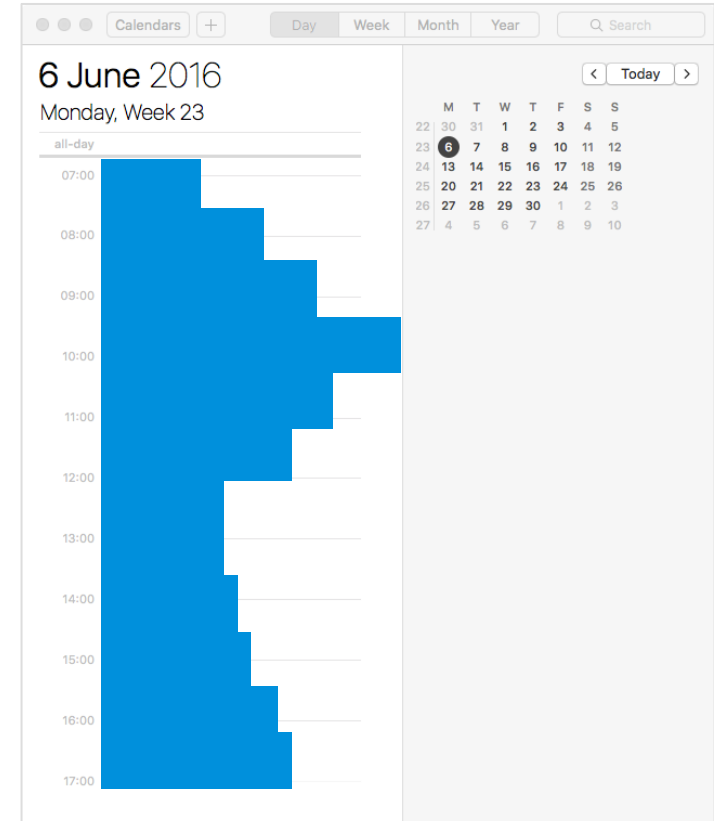 Calendars + Day Week Month Year Search
6 June 2016
Monday, Week 23
all-day
07:00
08:00
09:00
10:00
11:00
12:00
13:00
14:00
15:00
16:00
17:00
< Today >
M T W T F S S
22 30 31 1 2 3 4 5
23 6 7 8 9 10 11 12
24 13 14 15 16 17 18 19
25 20 21 22 23 24 25 26
26 27 28 29 30 1 2 3
27 4 5 6 7 8 9 10